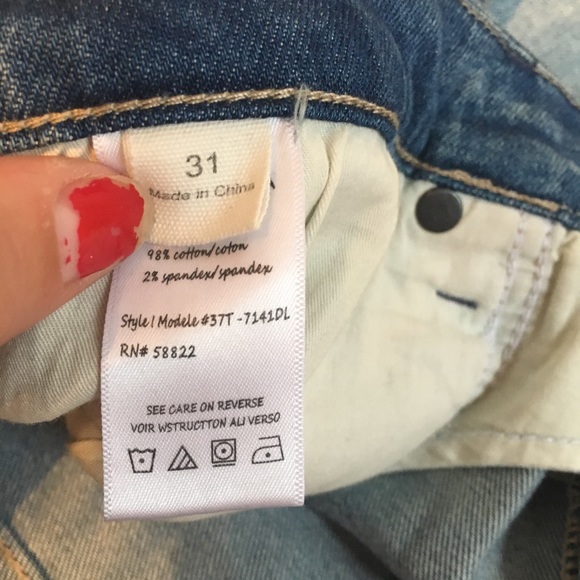 31
Made in China
98% cotton/coton
2% spandex/spandex
Style | Modele #37T -7141DL
RN# 58822
SEE CARE ON REVERSE
VOIR WSTRUCTTON ALI VERSO